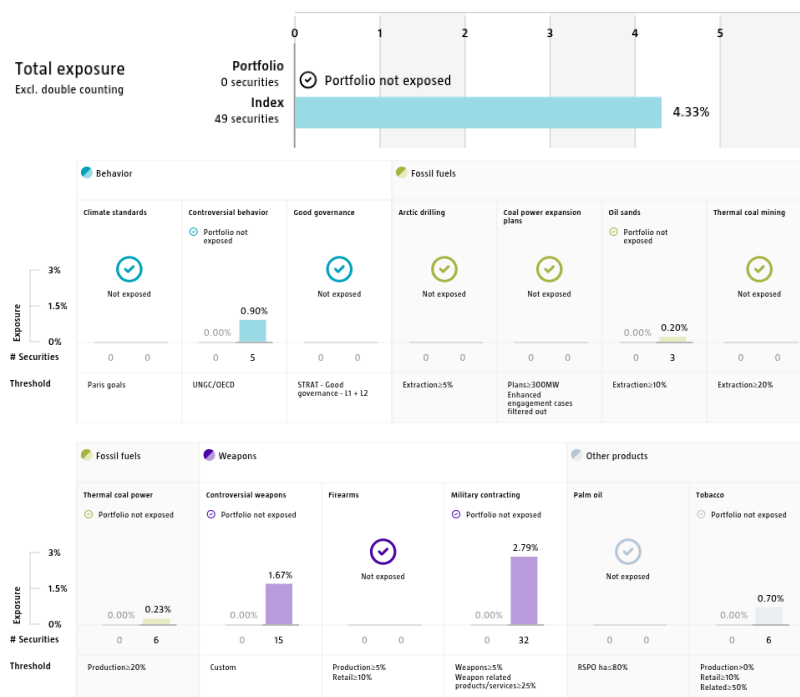 0 1 2 3 4 5
Total exposure
Excl. double counting
Portfolio
0 securities
Portfolio not exposed
Index
49 securities
4.33%
Behavior
Fossil fuels
Climate standards
Controversial behavior
Good governance
Arctic drilling
Coal power expansion
plans
Oil sands
Thermal coal mining
Portfolio not
exposed
Portfolio not
exposed
Not exposed
Not exposed
Not exposed
Not exposed
Not exposed
Exposure
3%
1.5%
0%
0.00% 0.90%
0.00% 0.20%
# Securities 0 0 0 5 0 0 0 0 0 0 0 3 0 0
Threshold
Paris goals
UNGC/OECD
STRAT - Good
governance - L1 + L2
Extraction≥5%
Plans≥300MW
Enhanced
engagement cases
filtered out
Extraction≥10%
Extraction≥20%
Fossil fuels
Weapons
Other products
Thermal coal power
Controversial weapons
Firearms
Military contracting
Palm oil
Tobacco
Portfolio not exposed
Portfolio not exposed
Portfolio not exposed
Portfolio not exposed
Not exposed
Not exposed
Exposure
3%
1.5%
0%
0.00% 0.23%
0.00% 1.67%
0.00% 2.79%
0.00% 0.70%
# Securities 0 6 0 15 0 0 0 32 0 0 0 6
Threshold
Production≥20%
Custom
Production≥5%
Retail≥10%
Weapons≥5%
Weapon related
products/services≥25%
RSPO ha≤80%
Production>0%
Retail≥10%
Related≥50%